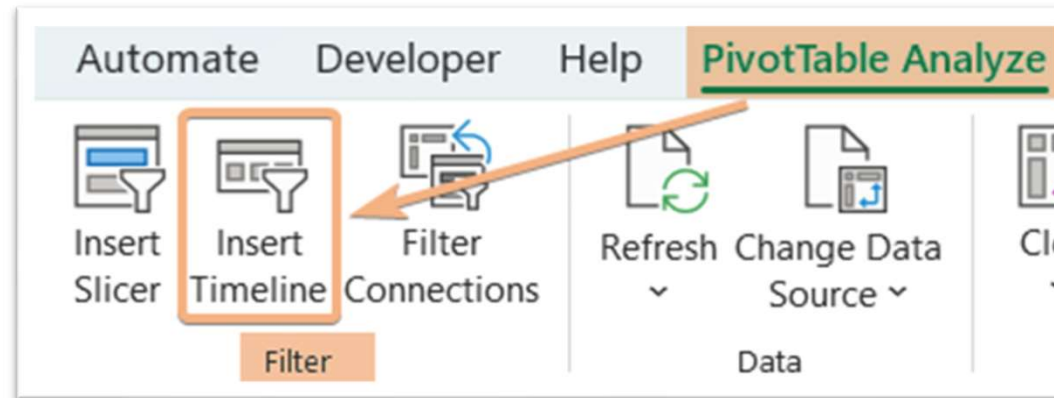 Automate Developer Help PivotTable Analyze
Insert Slicer
Insert Timeline
Filter Connections
Refresh
Change Data Source
Filter
Data